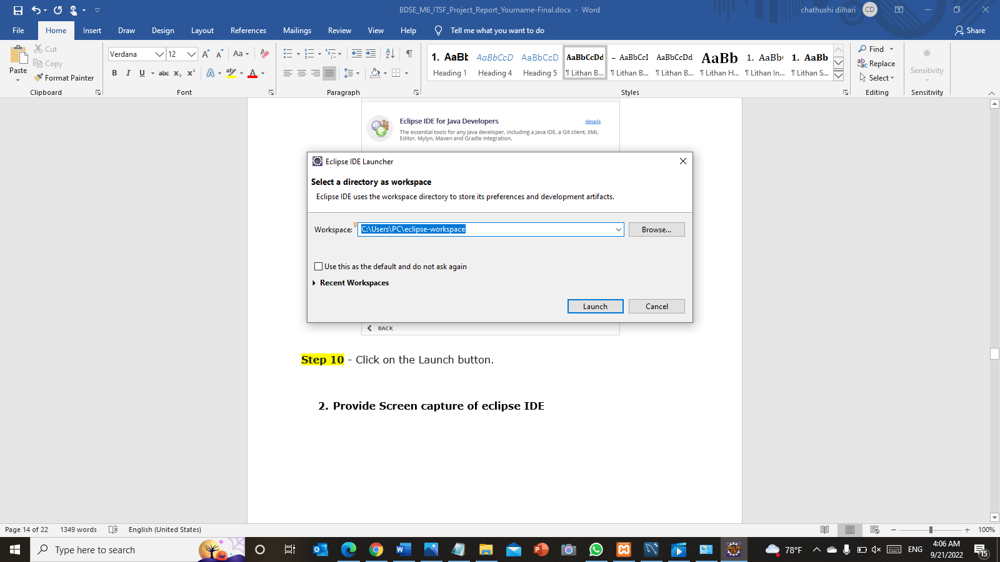 BDSE_M6_ITSF_Project_Report_Yourname-Final.docx - Word
chathushi dilhari CD
File Home Insert Draw Design Layout References Mailings Review View Help Tell me what you want to do Share
Paste
Cut
Copy
Format Painter
Clipboard
Verdana 12
Font
Paragraph
1. AaBb AaBbCcD AaBbCcD AaBbCcDd – AaBbCcI AaBbCcDd AaBb 1. AaBb 1. AaBb
Heading 1 Heading 4 Heading 5 ¶ Lithan B... ¶ Lithan B... ¶ Lithan B... ¶ Lithan H... ¶ Lithan In... ¶ Lithan S...
Styles
Find
Replace
Select
Editing
Sensitivity
Sensitivity
Eclipse IDE for Java Developers details
The essential tools for any Java developer, including a Java IDE, a Git client, XML
Editor, Mylyn, Maven and Gradle integration.
Eclipse IDE Launcher
Select a directory as workspace
Eclipse IDE uses the workspace directory to store its preferences and development artifacts.
Workspace: C:\Users\PC\eclipse-workspace Browse...
Use this as the default and do not ask again
Recent Workspaces
Launch Cancel
BACK
Step 10 - Click on the Launch button.
2. Provide Screen capture of eclipse IDE
Page 14 of 22 1349 words English (United States) 100%
Type here to search
78°F ENG
4:06 AM
9/21/2022
15